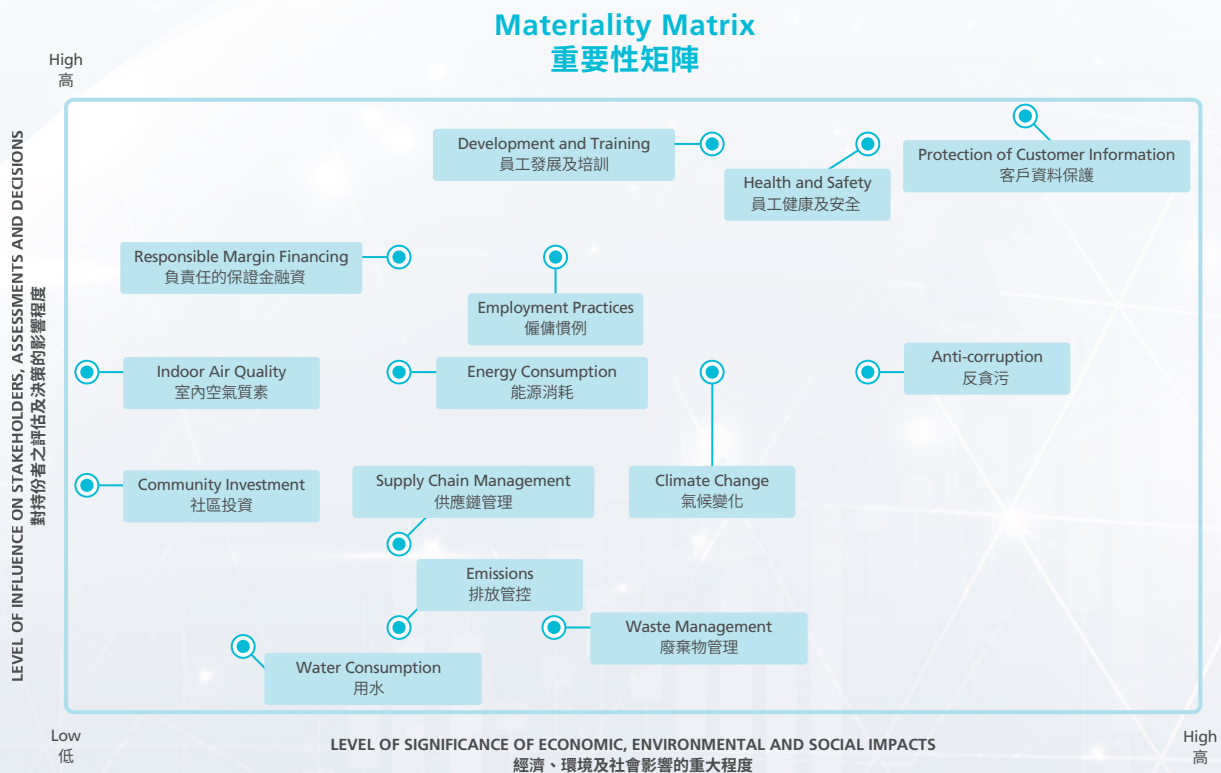 Materiality Matrix
重要性矩陣
High
高
LEVEL OF INFLUENCE ON STAKEHOLDERS, ASSESSMENTS AND DECISIONS
對持份者之評估及決策的影響程度
Development and Training
員工發展及培訓
Health and Safety
員工健康及安全
Protection of Customer Information
客戶資料保護
Responsible Margin Financing
負責任的保證金融資
Employment Practices
僱傭慣例
Indoor Air Quality
室內空氣質素
Energy Consumption
能源消耗
Anti-corruption
反貪污
Community Investment
社區投資
Supply Chain Management
供應鏈管理
Climate Change
氣候變化
Emissions
排放管控
Waste Management
廢棄物管理
Water Consumption
用水
Low
低
LEVEL OF SIGNIFICANCE OF ECONOMIC, ENVIRONMENTAL AND SOCIAL IMPACTS
經濟、環境及社會影響的重大程度
High
高